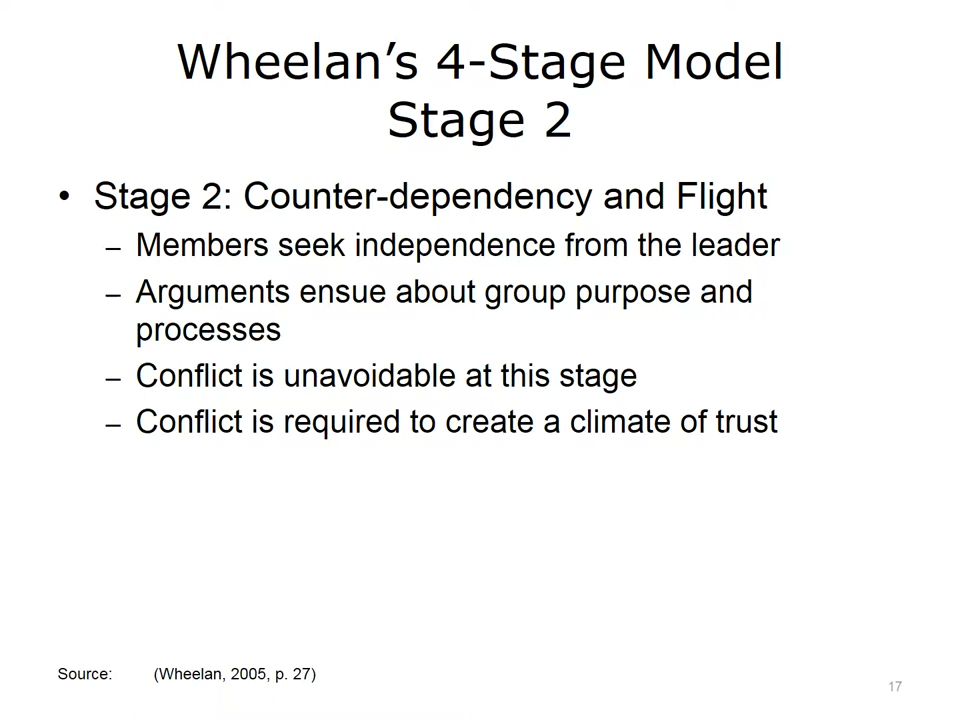 Wheelan’s 4-Stage Model
Stage 2
• Stage 2: Counter-dependency and Flight
– Members seek independence from the leader
– Arguments ensue about group purpose and
processes
– Conflict is unavoidable at this stage
– Conflict is required to create a climate of trust
Source: (Wheelan, 2005, p. 27)
17